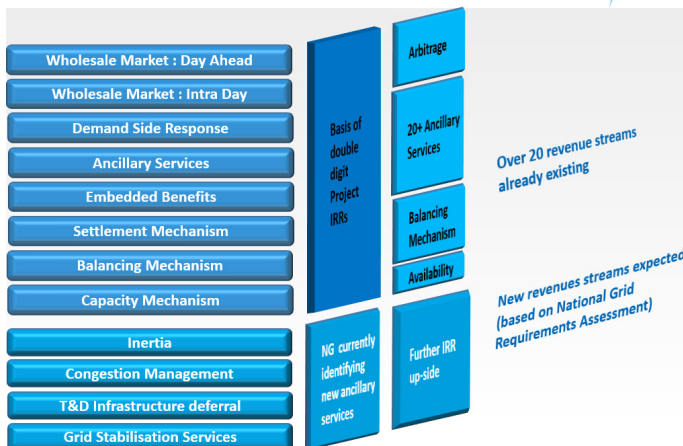 Wholesale Market : Day Ahead
Wholesale Market : Intra Day
Demand Side Response
Ancillary Services
Embedded Benefits
Settlement Mechanism
Balancing Mechanism
Capacity Mechanism
Inertia
Congestion Management
T&D Infrastructure deferral
Grid Stabilisation Services
Basis of
double
digit
Project
IRRs
NG currently
identifying
new ancillary
services
Arbitrage
20+ Ancillary
Services
Balancing
Mechanism
Availability
Further IRR
up-side
Over 20 revenue streams
already existing
New revenues streams expected
(based on National Grid
Requirements Assessment)